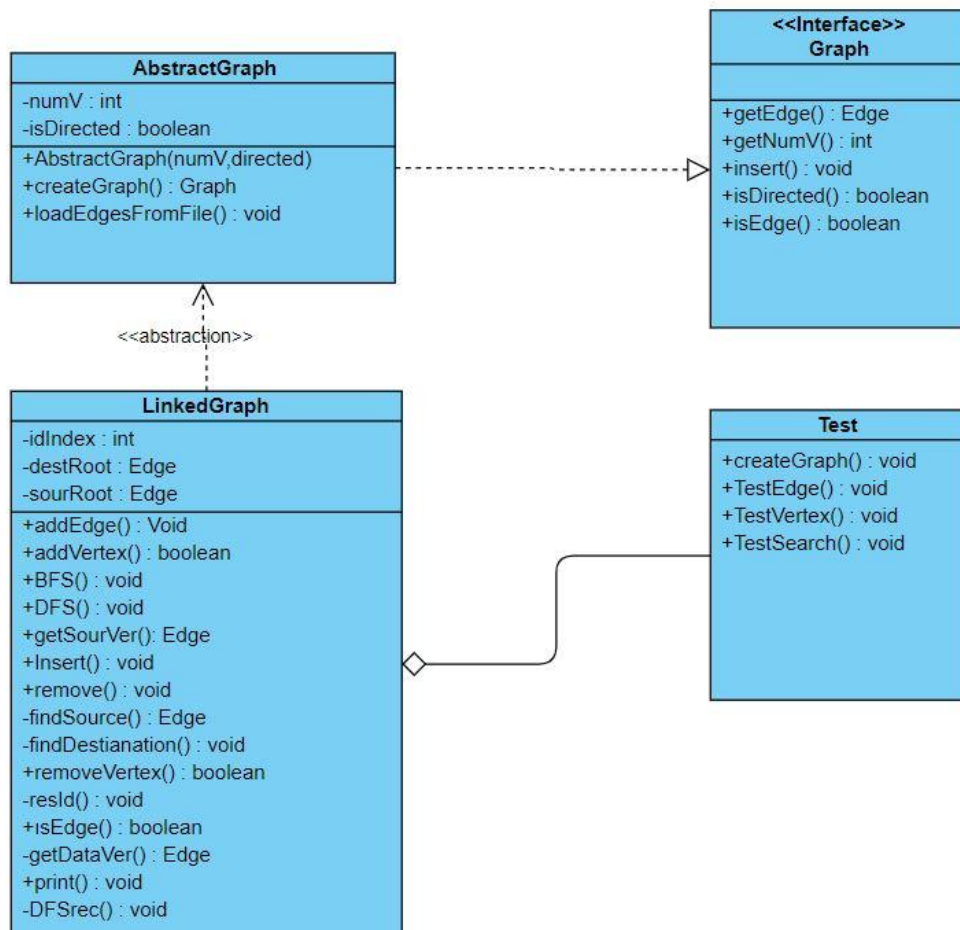 AbstractGraph
-numV : int
-isDirected : boolean
+AbstractGraph(numV,directed)
+createGraph() : Graph
+loadEdgesFromFile() : void
<<Interface>>
Graph
+getEdge() : Edge
+getNumV() : int
+insert() : void
+isDirected() : boolean
+isEdge() : boolean
<<abstraction>>
LinkedGraph
-idIndex : int
-destRoot : Edge
-sourRoot : Edge
+addEdge() : Void
+addVertex() : boolean
+BFS() : void
+DFS() : void
+getSourVer(): Edge
+Insert() : void
+remove() : void
-findSource() : Edge
-findDestianation() : void
+removeVertex() : boolean
-resId() : void
+isEdge() : boolean
-getDataVer() : Edge
+print() : void
-DFSrec() : void
Test
+createGraph() : void
+TestEdge() : void
+TestVertex() : void
+TestSearch() : void